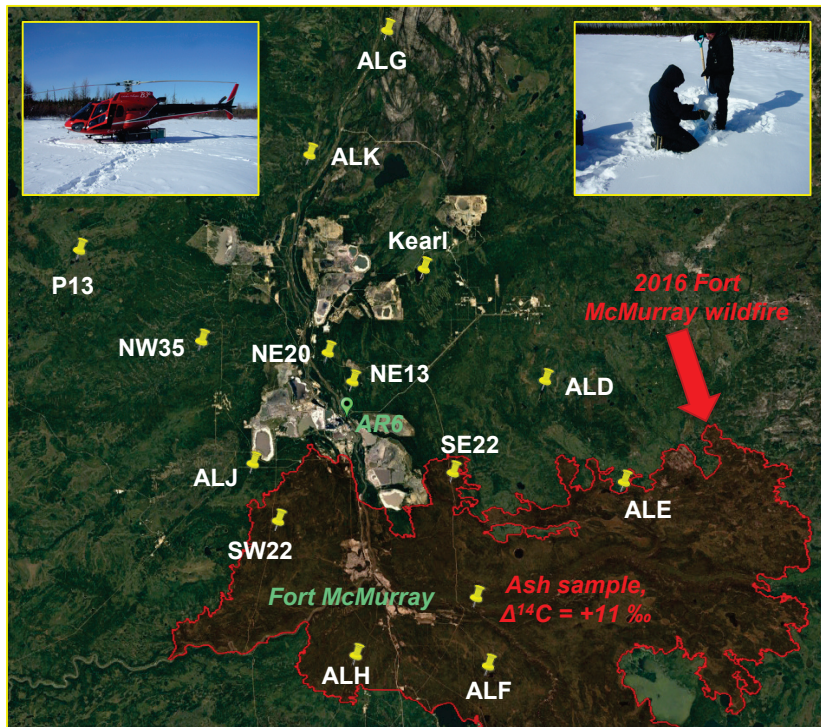 ALG
ALK
Kearl
P13
2016 Fort
McMurray wildfire
NW35
NE20
NE13
ALD
AR6
SE22
ALJ
ALE
SW22
Fort McMurray
Ash sample,
Δ¹⁴C = +11 ‰
ALH
ALF